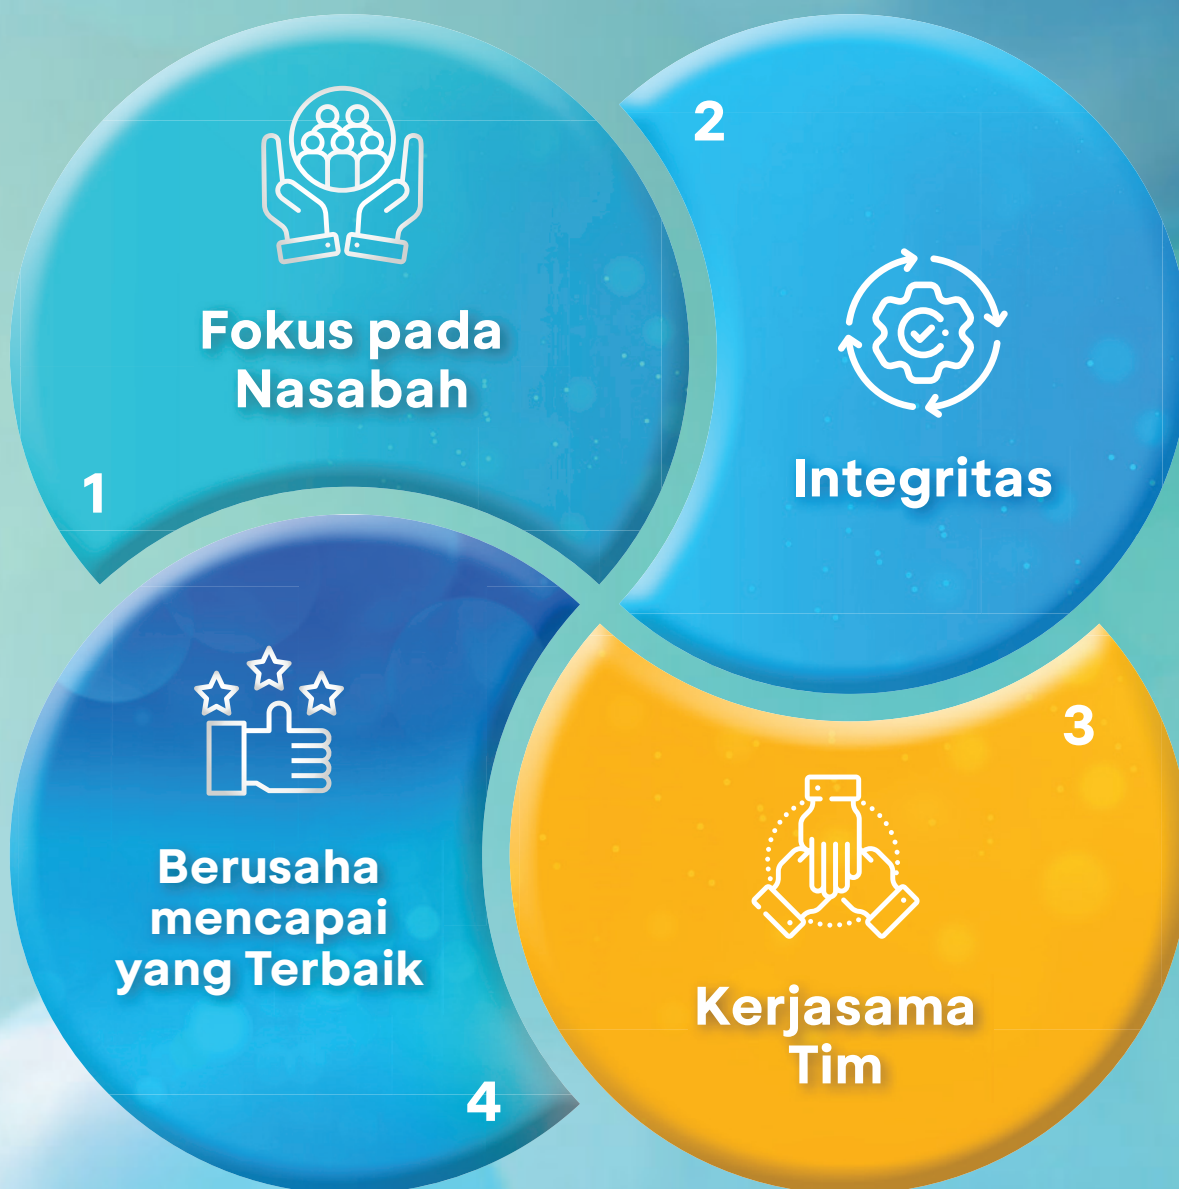 Fokus pada
Nasabah
1
2
Integritas
3
Kerjasama
Tim
Berusaha
mencapai
yang Terbaik
4